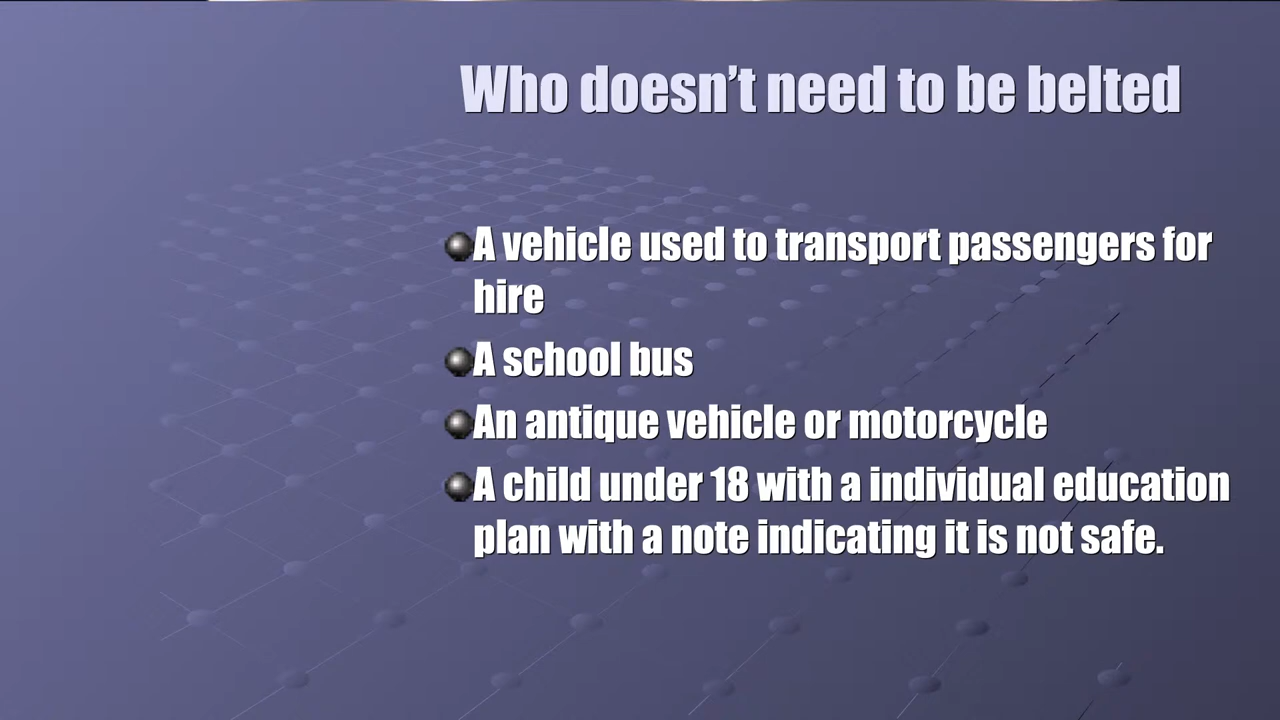 Who doesn’t need to be belted
A vehicle used to transport passengers for
hire
A school bus
An antique vehicle or motorcycle
A child under 18 with a individual education
plan with a note indicating it is not safe.